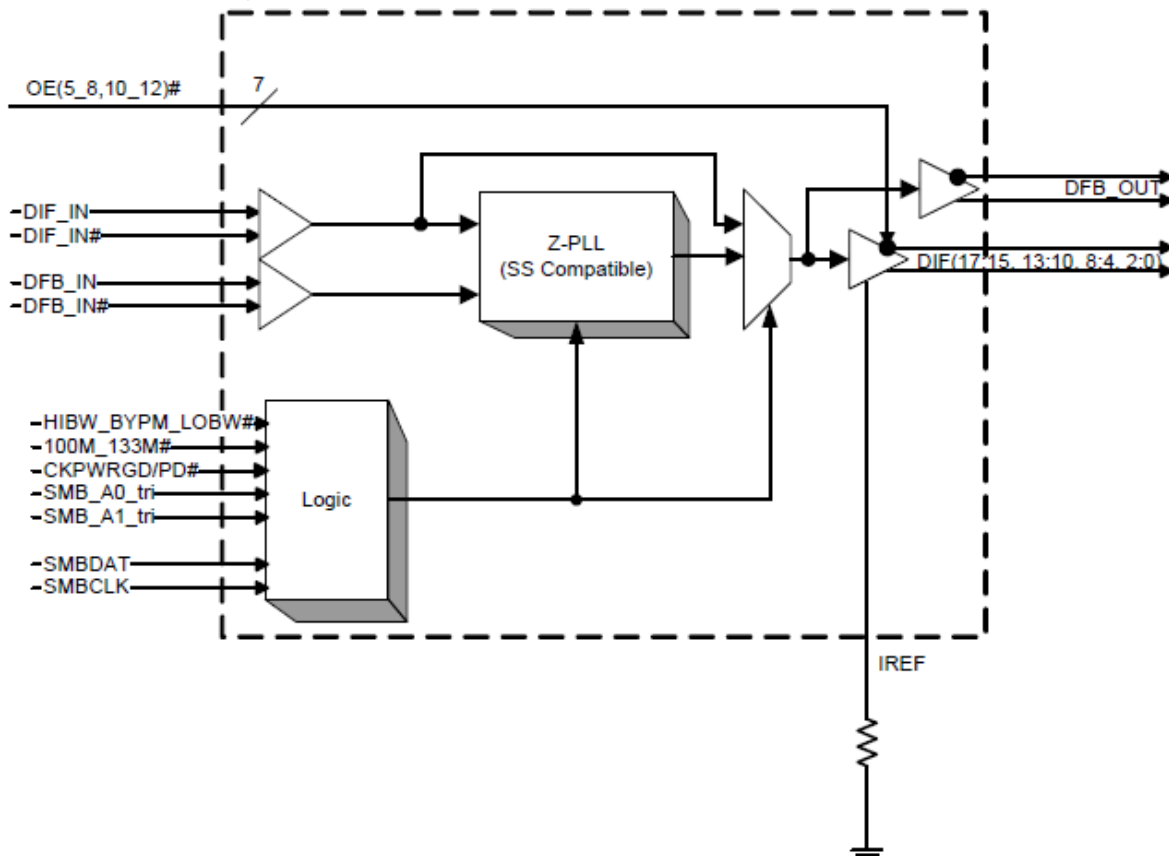 OE(5_8,10_12)#
7
DIF_IN
DIF_IN#
DFB_IN
DFB_IN#
Z-PLL
(SS Compatible)
DFB_OUT
DIF(17:15, 13:10, 8:4, 2:0)
HIBW_BYPM_LOBW#
100M_133M#
CKPWRGD/PD#
SMB_A0_tri
SMB_A1_tri
SMBDAT
SMBCLK
Logic
IREF